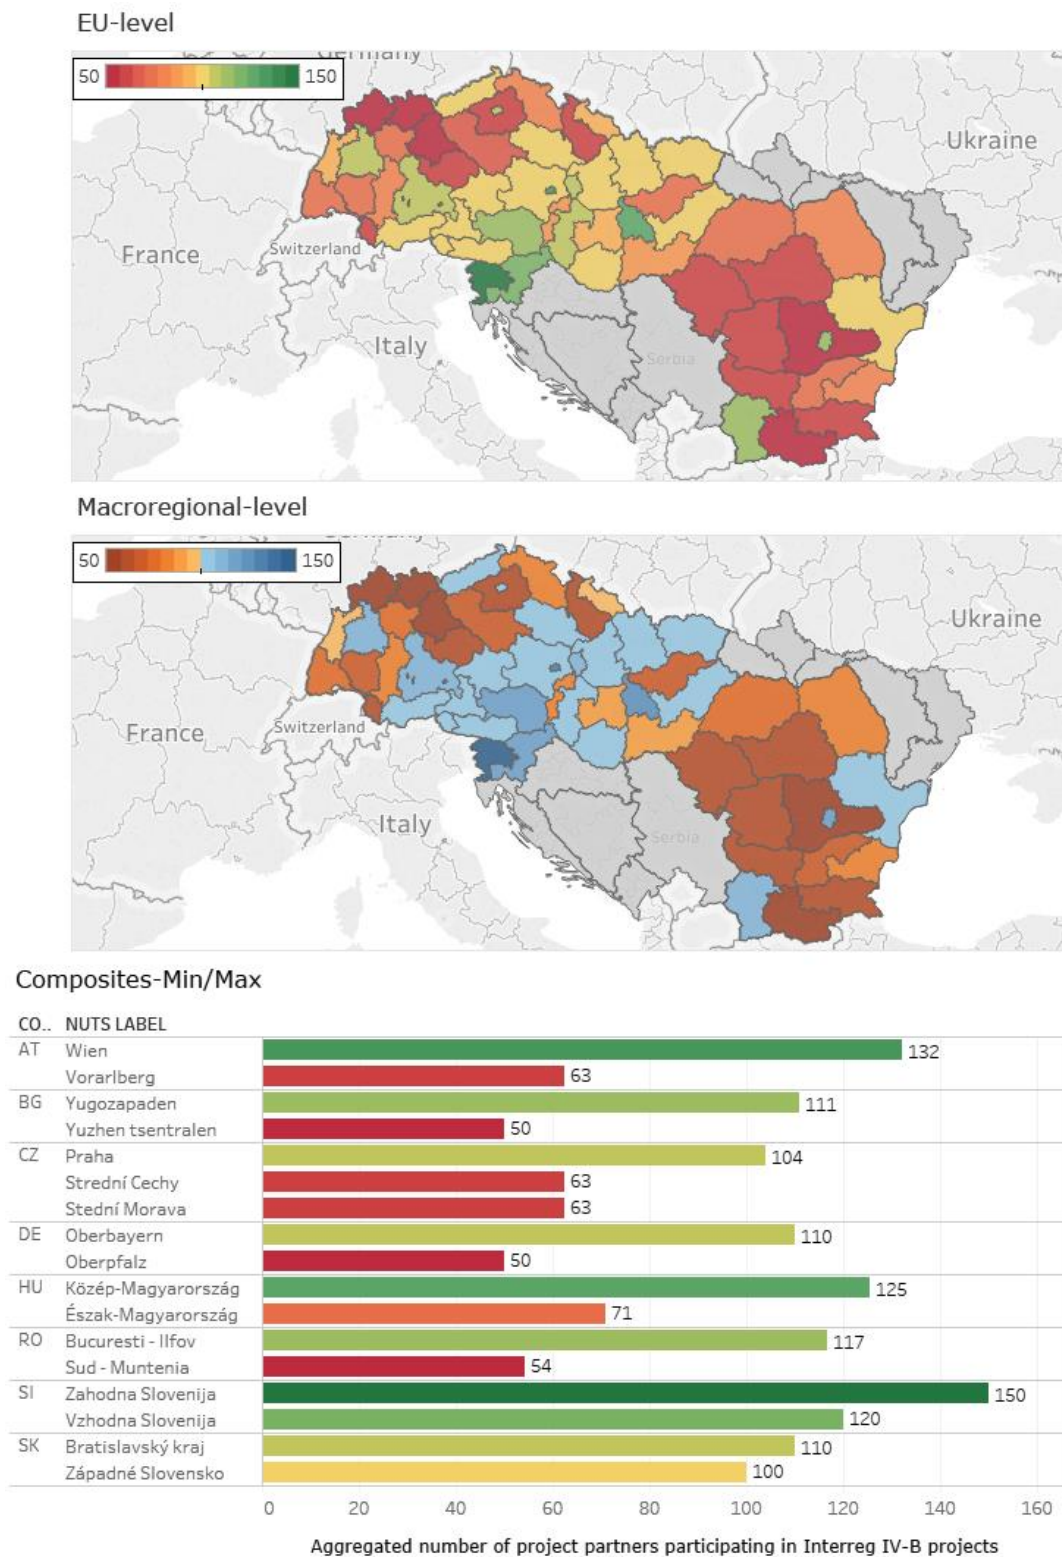 EU-level
Germany
50
150
Ukraine
France
Switzerland
Italy
Serbia
Macroregional-level
50
150
Ukraine
France
Switzerland
Italy
Serbia
Composites-Min/Max
CO.. NUTS LABEL
AT Wien 132
Vorarlberg 63
BG Yugozapaden 111
Yuzhen tsentralen 50
CZ Praha 104
Strední Cechy 63
Stední Morava 63
DE Oberbayern 110
Oberpfalz 50
HU Közép-Magyarország 125
Észak-Magyarország 71
RO Bucuresti - Ilfov 117
Sud - Muntenia 54
SI Zahodna Slovenija 150
Vzhodna Slovenija 120
SK Bratislavský kraj 110
Západné Slovensko 100
0 20 40 60 80 100 120 140 160
Aggregated number of project partners participating in Interreg IV-B projects